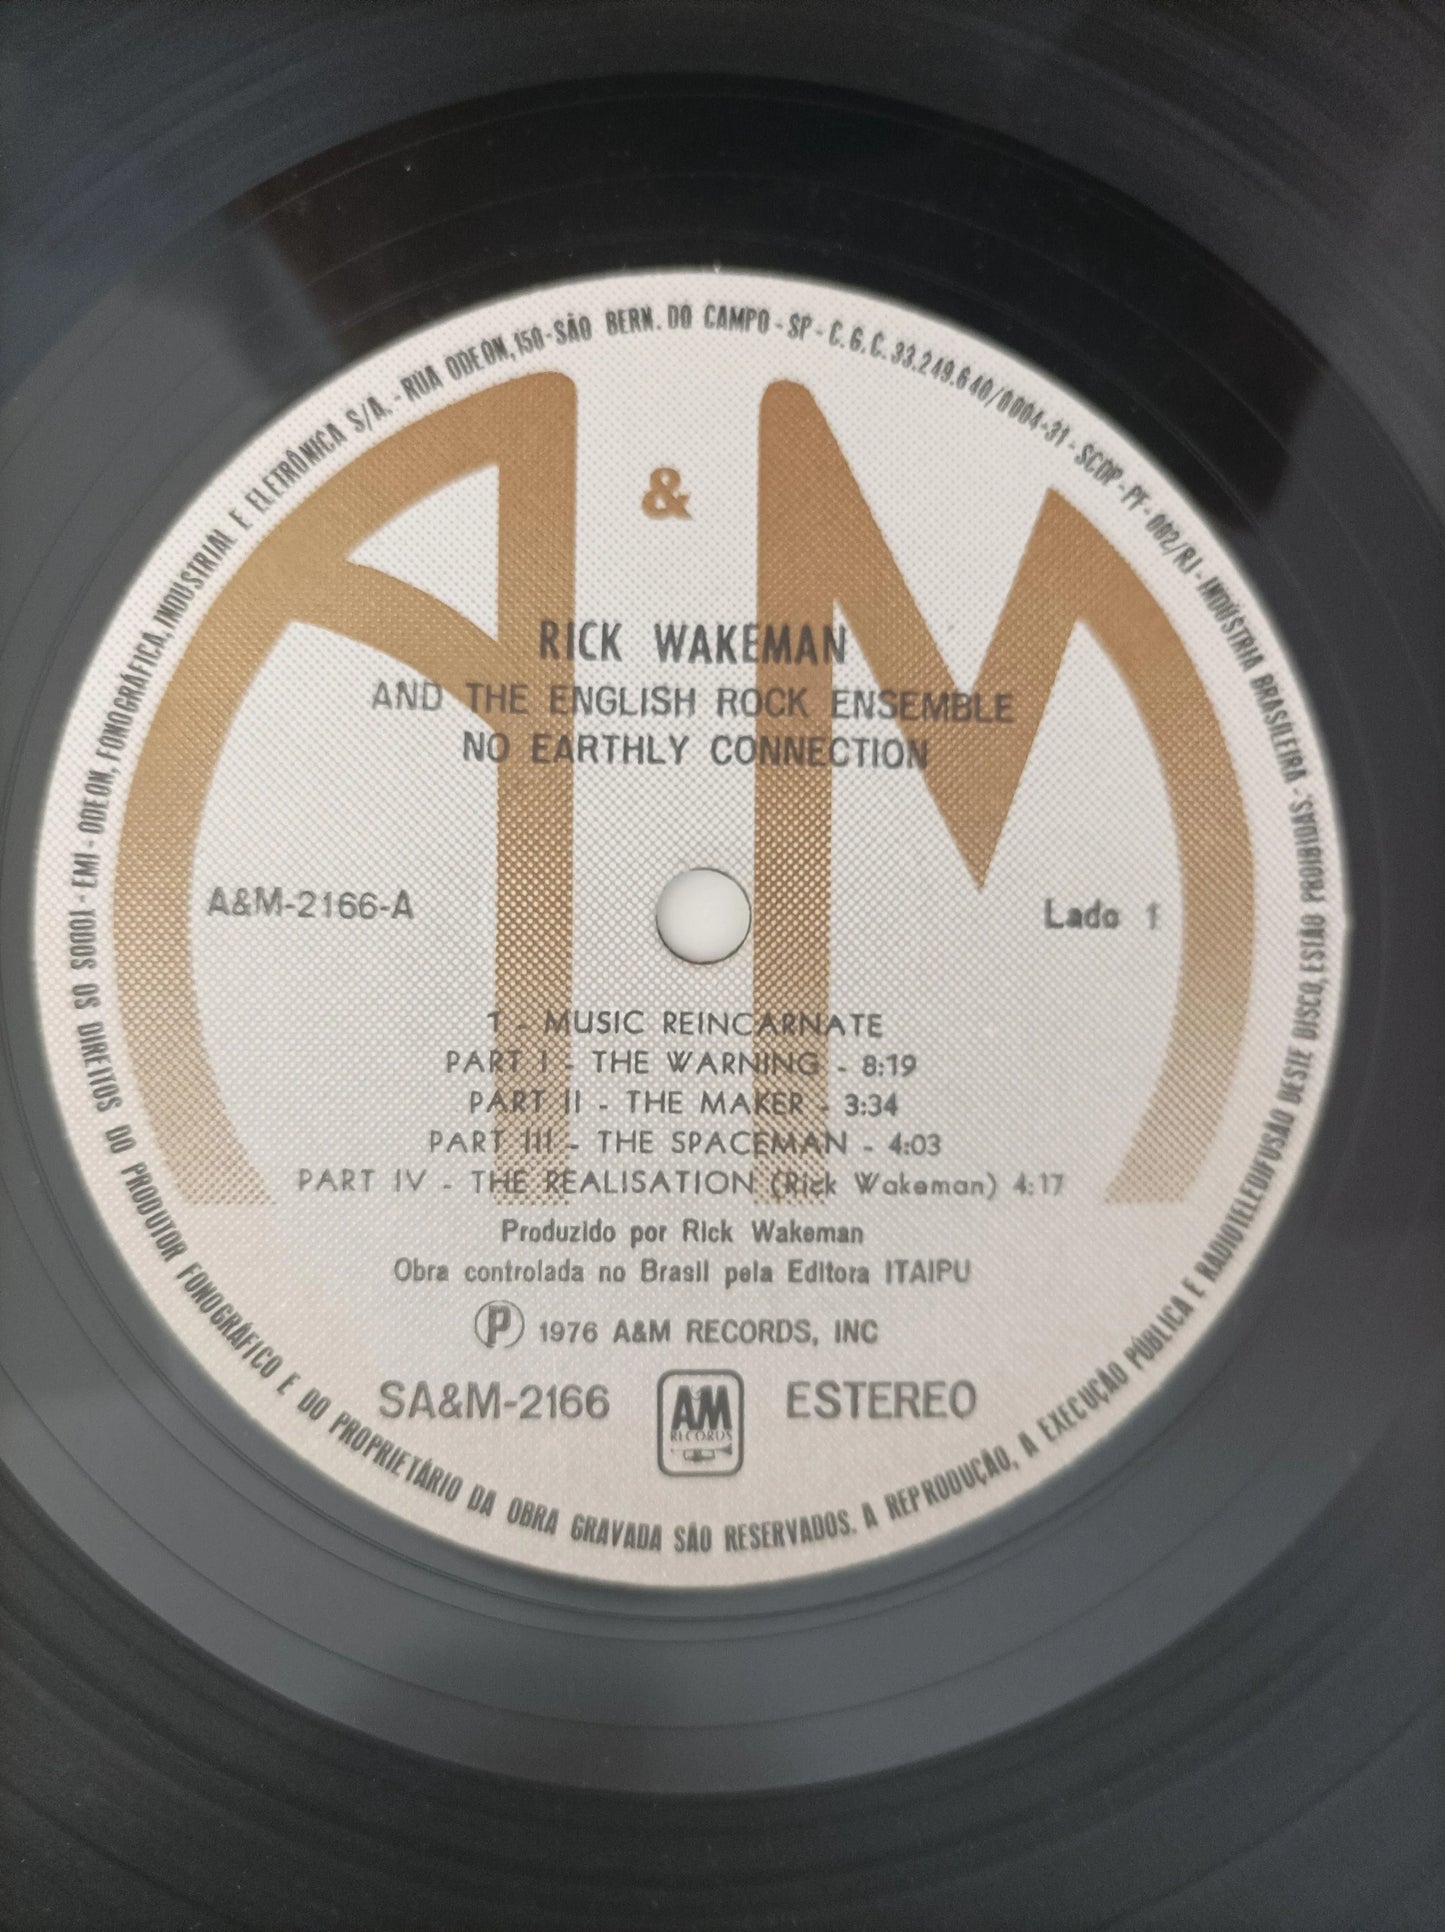 EMI - ODEON, FONOGRÁFICA, INDUSTRIAL E ELETRÔNICA S/A. - RUA ODEON, 150 - SÃO BERN. DO CAMPO - SP - C.G.C. 33.249.640/0004-31 - SCDP - PF - 002/RJ - INDÚSTRIA BRASILEIRA - TODOS OS DIREITOS DO PRODUTOR FONOGRÁFICO E DO PROPRIETÁRIO DA OBRA GRAVADA SÃO RESERVADOS. A REPRODUÇÃO, A EXECUÇÃO PÚBLICA E RADIOTELEDIFUSÃO DESTE DISCO, ESTÃO PROIBIDAS.
A & M
RICK WAKEMAN
AND THE ENGLISH ROCK ENSEMBLE
NO EARTHLY CONNECTION
A&M-2166-A
Lado 1
1 - MUSIC REINCARNATE
PART I - THE WARNING - 8:19
PART II - THE MAKER - 3:34
PART III - THE SPACEMAN - 4:03
PART IV - THE REALISATION (Rick Wakeman) 4:17
Produzido por Rick Wakeman
Obra controlada no Brasil pela Editora ITAIPU
Ⓟ 1976 A&M RECORDS, INC
SA&M-2166
A&M
RECORDS
ESTEREO